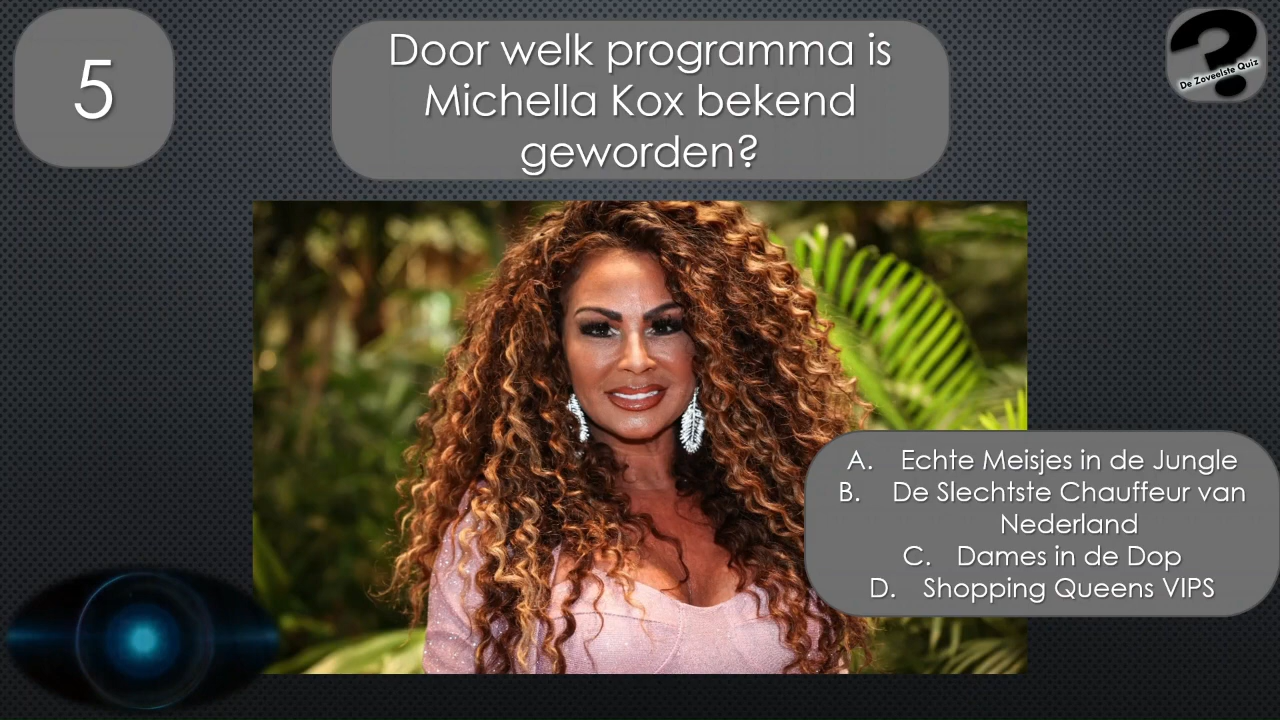 5
Door welk programma is
Michella Kox bekend
geworden?
De Zoveelste Quiz
A. Echte Meisjes in de Jungle
B. De Slechtste Chauffeur van
Nederland
C. Dames in de Dop
D. Shopping Queens VIPS